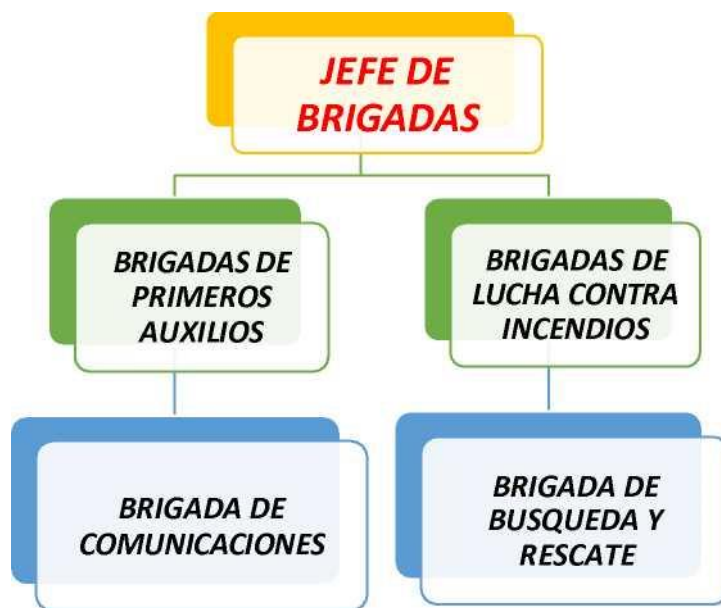 JEFE DE
BRIGADAS
BRIGADAS DE
PRIMEROS
AUXILIOS
BRIGADAS DE
LUCHA CONTRA
INCENDIOS
BRIGADA DE
COMUNICACIONES
BRIGADA DE
BUSQUEDA Y
RESCATE